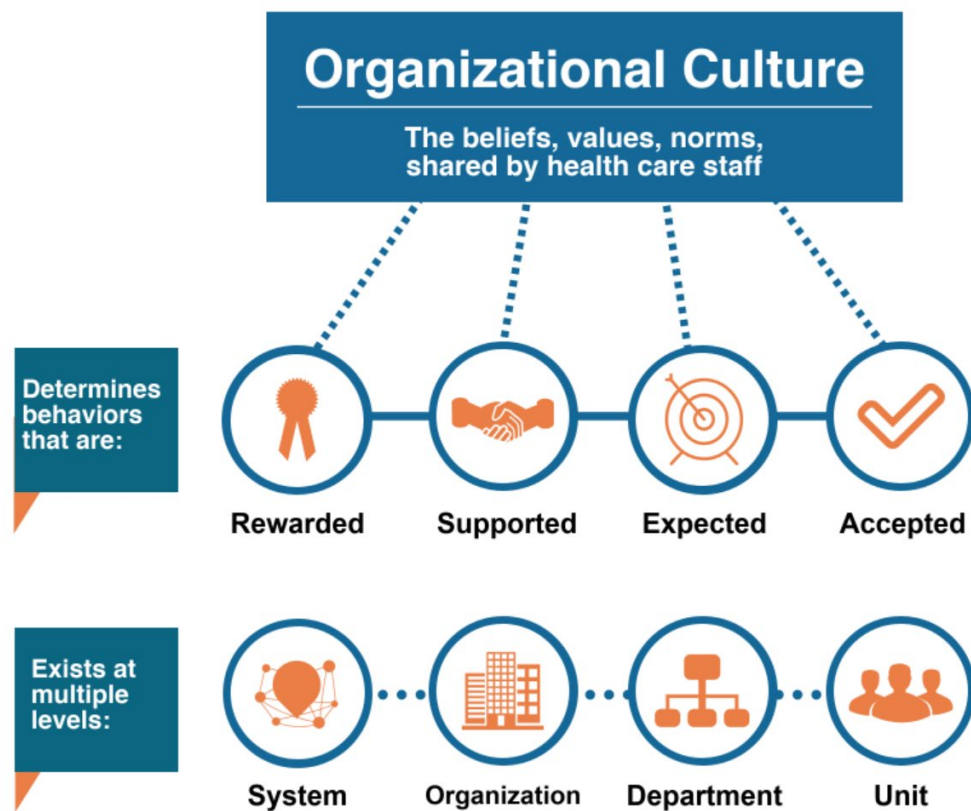 Organizational Culture
The beliefs, values, norms,
shared by health care staff
Determines
behaviors
that are:
Rewarded
Supported
Expected
Accepted
Exists at
multiple
levels:
System
Organization
Department
Unit